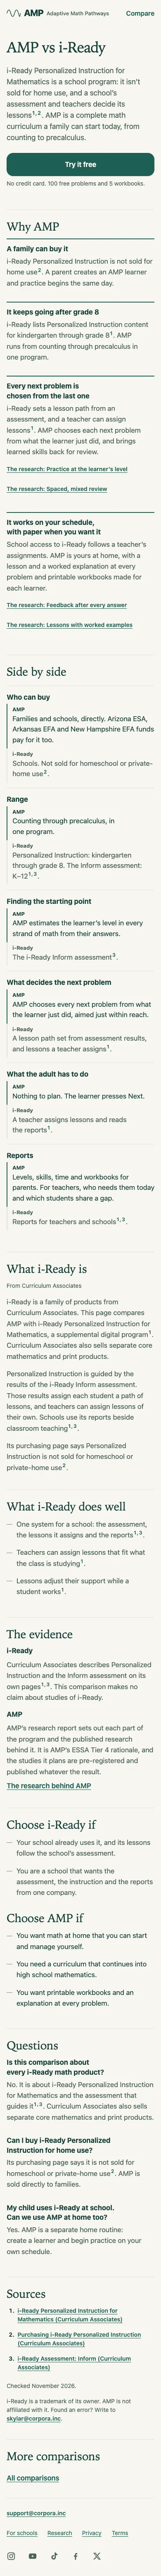 AMP Adaptive Math Pathways Compare
AMP vs i-Ready
i-Ready Personalized Instruction for
Mathematics is a school program: it isn't
sold for home use, and a school's
assessment and teachers decide its
lessons1,2. AMP is a complete math
curriculum a family can start today, from
counting to precalculus.
Try it free
No credit card. 100 free problems and 5 workbooks.
Why AMP
A family can buy it
i-Ready Personalized Instruction is not sold for
home use2. A parent creates an AMP learner
and practice begins the same day.
It keeps going after grade 8
i-Ready lists Personalized Instruction content
for kindergarten through grade 81. AMP
runs from counting through precalculus in
one program.
Every next problem is
chosen from the last one
i-Ready sets a lesson path from an
assessment, and a teacher can assign
lessons1. AMP chooses each next problem
from what the learner just did, and brings
learned skills back for review.
The research: Practice at the learner's level
The research: Spaced, mixed review
It works on your schedule,
with paper when you want it
School access to i-Ready follows a teacher's
assignments. AMP is yours at home, with a
lesson and a worked explanation at every
problem and printable workbooks made for
each learner.
The research: Feedback after every answer
The research: Lessons with worked examples
Side by side
Who can buy
AMP
Families and schools, directly. Arizona ESA,
Arkansas EFA and New Hampshire EFA funds
pay for it too.
i-Ready
Schools. Not sold for homeschool or private-
home use2.
Range
AMP
Counting through precalculus, in
one program.
i-Ready
Personalized Instruction: kindergarten
through grade 8. The Inform assessment:
K–121,3.
Finding the starting point
AMP
AMP estimates the learner's level in every
strand of math from their answers.
i-Ready
The i-Ready Inform assessment3.
What decides the next problem
AMP
AMP chooses every next problem from what
the learner just did, aimed just within reach.
i-Ready
A lesson path set from assessment results,
and lessons a teacher assigns1.
What the adult has to do
AMP
Nothing to plan. The learner presses Next.
i-Ready
A teacher assigns lessons and reads
the reports1.
Reports
AMP
Levels, skills, time and workbooks for
parents. For teachers, who needs them today
and which students share a gap.
i-Ready
Reports for teachers and schools1,3.
What i-Ready is
From Curriculum Associates
i-Ready is a family of products from
Curriculum Associates. This page compares
AMP with i-Ready Personalized Instruction for
Mathematics, a supplemental digital program1.
Curriculum Associates also sells separate core
mathematics and print products.
Personalized Instruction is guided by the
results of the i-Ready Inform assessment.
Those results assign each student a path of
lessons, and teachers can assign lessons of
their own. Schools use its reports beside
classroom teaching1,3.
Its purchasing page says Personalized
Instruction is not sold for homeschool or
private-home use2.
What i-Ready does well
— One system for a school: the assessment,
the lessons it assigns and the reports1,3.
— Teachers can assign lessons that fit what
the class is studying1.
— Lessons adjust their support while a
student works1.
The evidence
i-Ready
Curriculum Associates describes Personalized
Instruction and the Inform assessment on its
own pages1,3. This comparison makes no
claim about studies of i-Ready.
AMP
AMP's research report sets out each part of
the program and the published research
behind it. It is AMP's ESSA Tier 4 rationale, and
the studies it plans are pre-registered and
published whatever the result.
The research behind AMP
Choose i-Ready if
— Your school already uses it, and its lessons
follow the school's assessment.
— You are a school that wants the
assessment, the instruction and the reports
from one company.
Choose AMP if
— You want math at home that you can start
and manage yourself.
— You need a curriculum that continues into
high school mathematics.
— You want printable workbooks and an
explanation at every problem.
Questions
Is this comparison about
every i-Ready math product?
No. It is about i-Ready Personalized Instruction
for Mathematics and the assessment that
guides it1,3. Curriculum Associates also sells
separate core mathematics and print products.
Can I buy i-Ready Personalized
Instruction for home use?
Its purchasing page says it is not sold for
homeschool or private-home use2. AMP is
sold directly to families.
My child uses i-Ready at school.
Can we use AMP at home too?
Yes. AMP is a separate home routine:
create a learner and begin practice on your
own schedule.
Sources
1. i-Ready Personalized Instruction for
Mathematics (Curriculum Associates)
2. Purchasing i-Ready Personalized Instruction
(Curriculum Associates)
3. i-Ready Assessment: Inform (Curriculum
Associates)
Checked November 2026.
i-Ready is a trademark of its owner. AMP is not
affiliated with it. Found an error? Write to
skylar@corpora.inc.
More comparisons
All comparisons
support@corpora.inc
For schools Research Privacy Terms